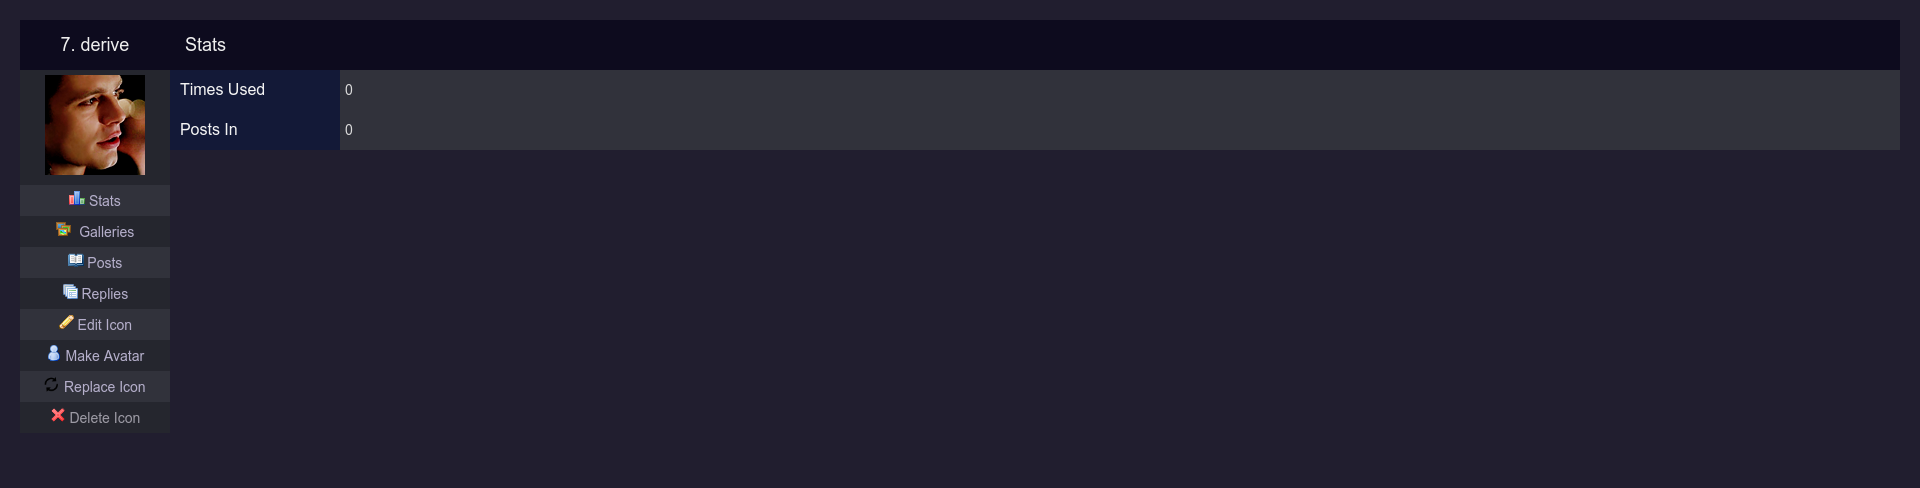 7. derive
Stats
Times Used 0
Posts In 0
Stats
Galleries
Posts
Replies
Edit Icon
Make Avatar
Replace Icon
Delete Icon